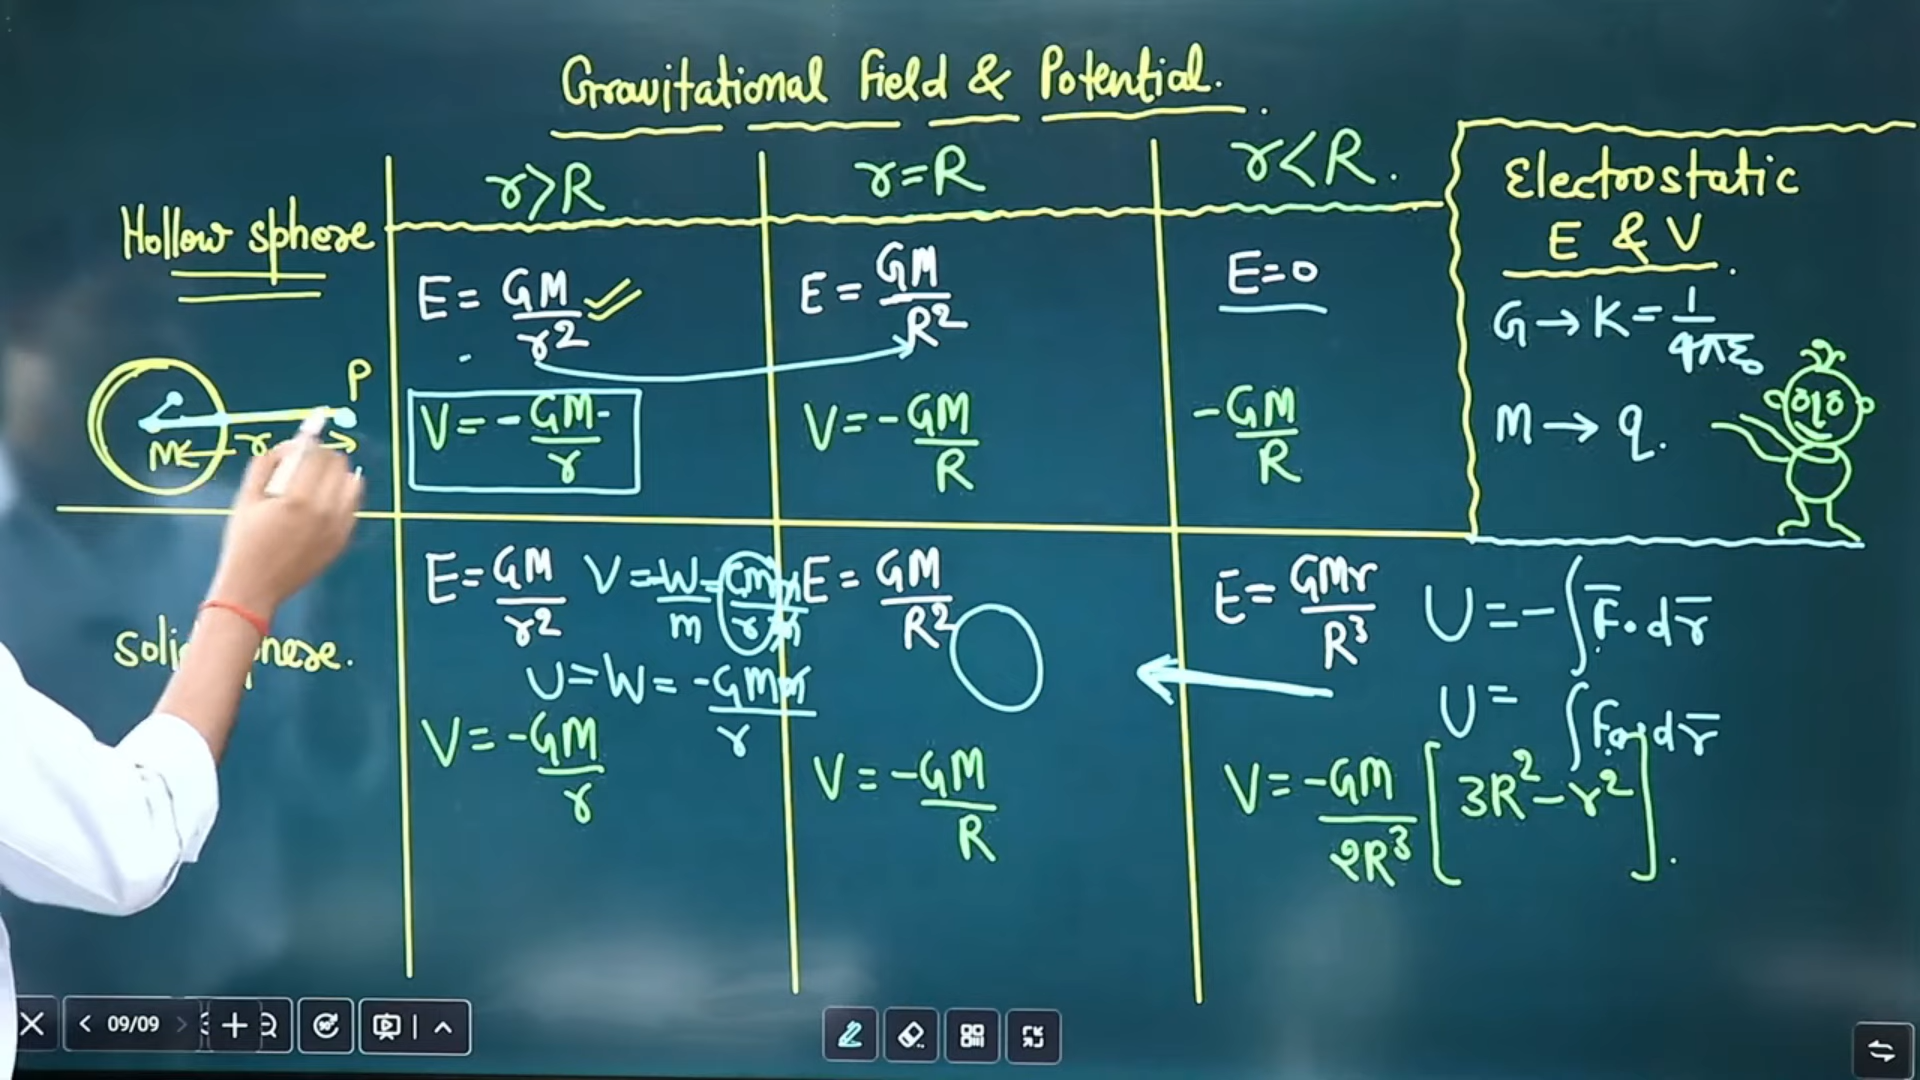 Gravitational Field & Potential.
r>R
r=R
r<R.
Hollow sphere
E = GM/r²
E = GM/R²
E=0
V = -GM/r
V = -GM/R
-GM/R
P
M
r
Electrostatic
E & V
G → K = 1/4πε₀
M → q.
E = GM/r²
V = -W/m =
U = W = -GMm/r
V = -GM/r
E = GM/R²
V = -GM/R
E = GMr/R³
U = -∫F.dr
U = ∫F dr
V = -GM/2R³ [3R² - r²].
09/09
90°